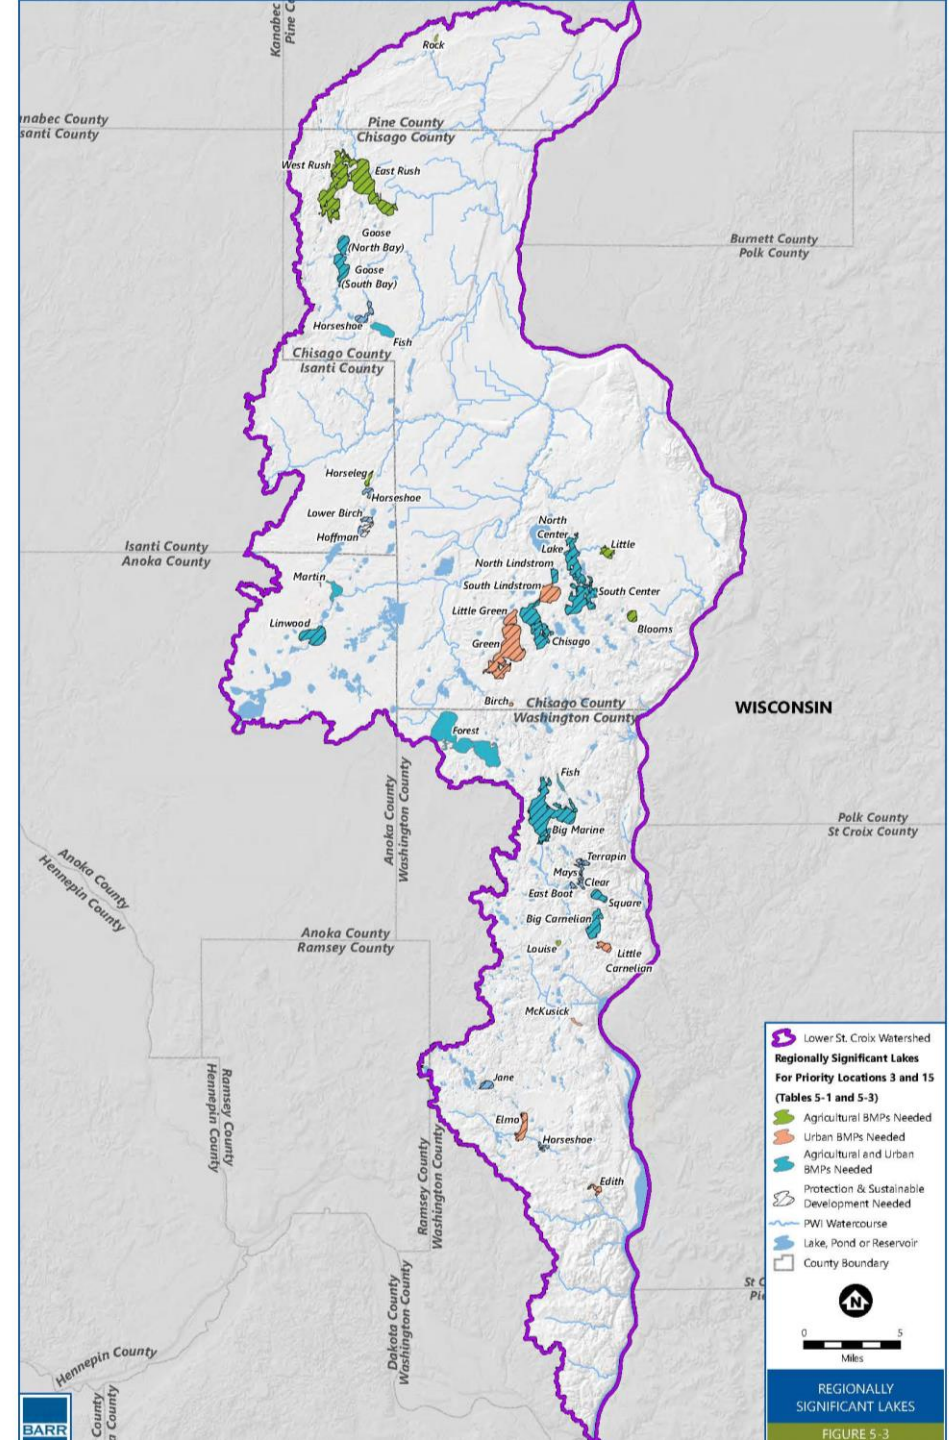 Kanabec
Pine Co
Rock
nabec County
santi County
Pine County
Chisago County
West Rush
East Rush
Goose
(North Bay)
Goose
(South Bay)
Burnett County
Polk County
Horseshoe
Fish
Chisago County
Isanti County
Horseleg
Horseshoe
Lower Birch
Hoffman
Isanti County
Anoka County
North
Center
Lake
Little
North Lindstrom
South Lindstrom
South Center
Martin
Little Green
Linwood
Green
Chisago
Blooms
Birch
Chisago County
Washington County
WISCONSIN
Forest
Fish
Anoka County
Washington County
Big Marine
Polk County
St Croix County
Anoka County
Hennepin County
Terrapin
Mays
Clear
East Boot
Square
Big Carnelian
Anoka County
Ramsey County
Louise
Little
Carnelian
McKusick
Ramsey County
Hennepin County
Jane
Elmo
Horseshoe
Ramsey County
Washington County
Edith
Dakota County
Washington County
St C
Pi
Hennepin County
County
a County
Lower St. Croix Watershed
Regionally Significant Lakes
For Priority Locations 3 and 15
(Tables 5-1 and 5-3)
Agricultural BMPs Needed
Urban BMPs Needed
Agricultural and Urban
BMPs Needed
Protection & Sustainable
Development Needed
PWI Watercourse
Lake, Pond or Reservoir
County Boundary
N
0 5
Miles
REGIONALLY
SIGNIFICANT LAKES
FIGURE 5-3
BARR